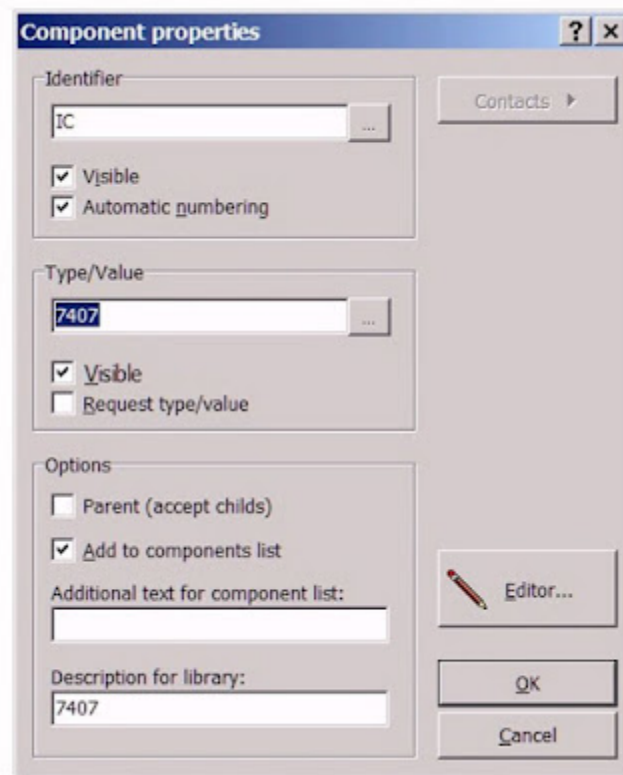 Component properties
? ×
Identifier
Contacts
IC
...
Visible
Automatic numbering
Type/Value
7407
...
Visible
Request type/value
Options
Parent (accept childs)
Add to components list
Additional text for component list:
Editor...
Description for library:
OK
7407
Cancel